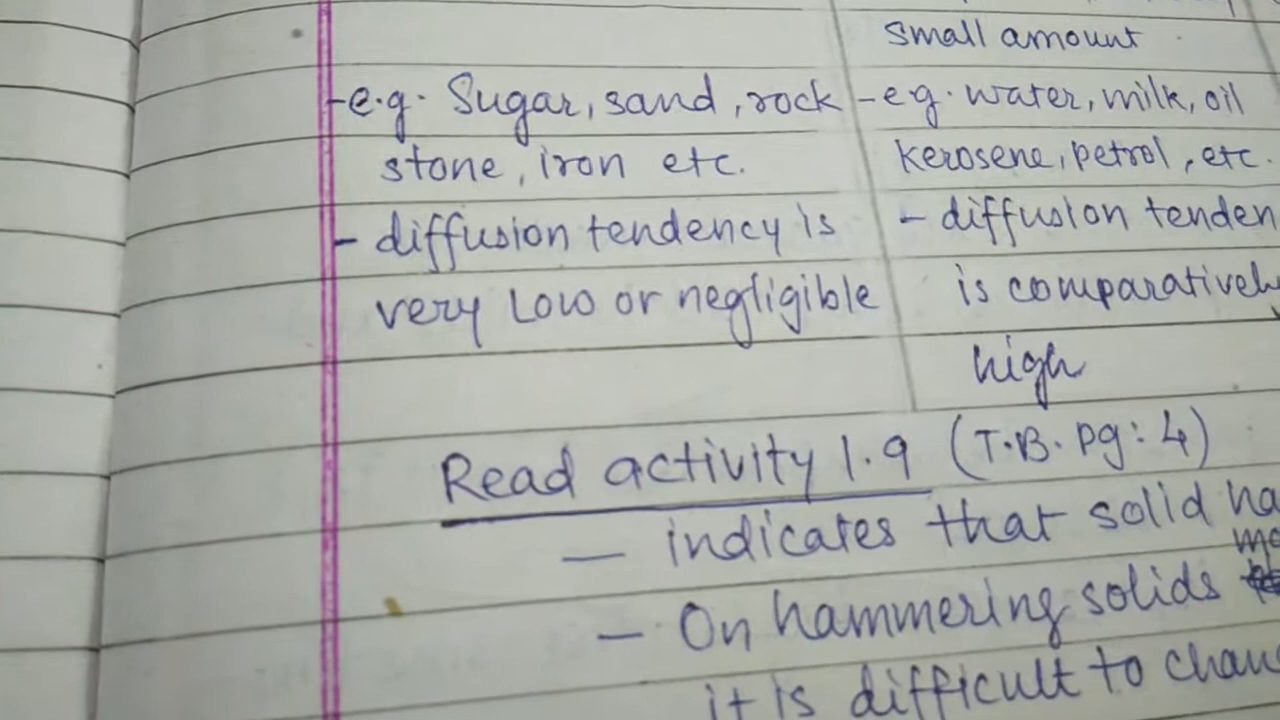 small amount
-e.g. Sugar, sand, rock
stone, iron etc.
- diffusion tendency is
very Low or negligible
-eg. water, milk, oil
kerosene, petrol, etc.
- diffusion tenden
is comparatively
high
Read activity 1.9 (T.B. pg: 4)
— indicates that solid ha
— On hammering solids
it is difficult to chan